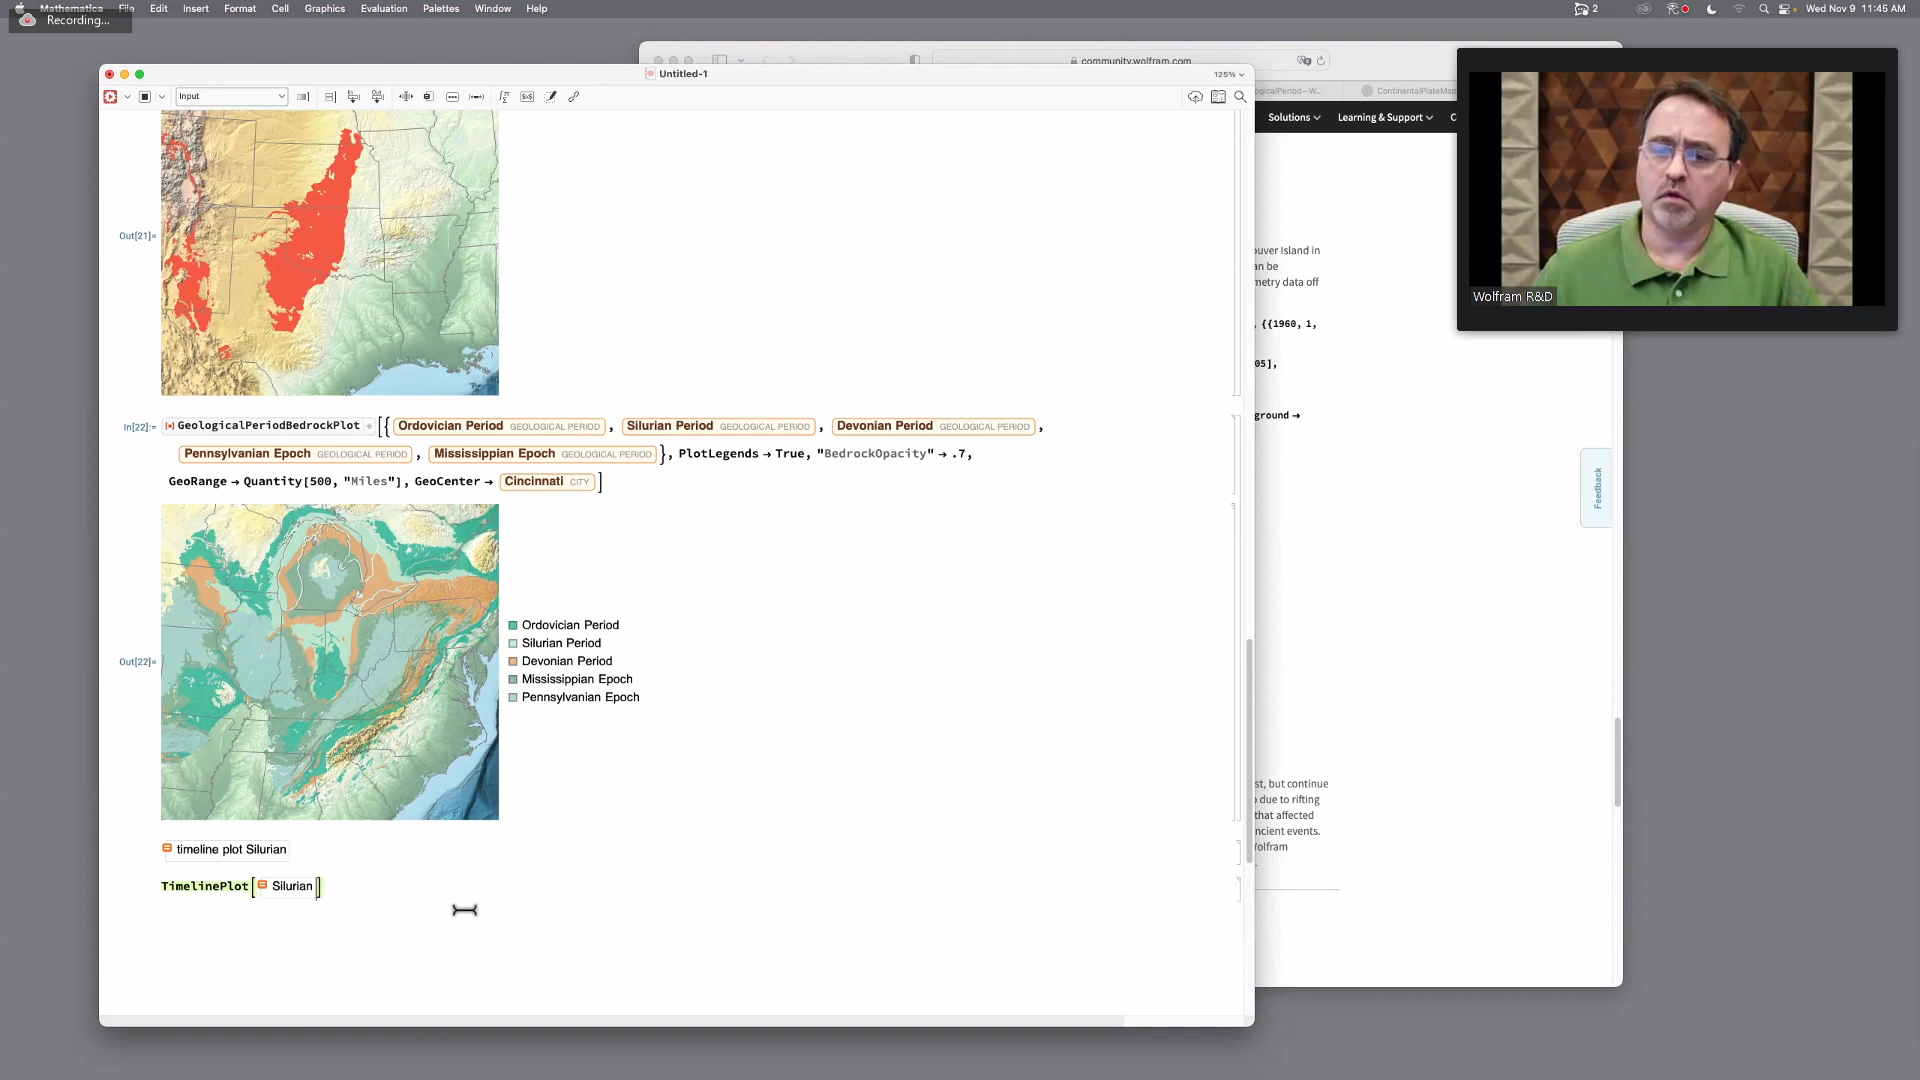 Mathematica File Edit Insert Format Cell Graphics Evaluation Palettes Window Help
2 Wed Nov 9 11:45 AM
Recording...
community.wolfram.com
Untitled-1
125%
Input
ogicalPeriod—W...
ContinentalPlateMap
Solutions Learning & Support C
Wolfram R&D
ouver Island in
an be
metry data off
, {{1960, 1,
05],
ground →
Feedback
st, but continue
o due to rifting
that affected
ncient events.
Volfram
Out[21]=
In[22]:= GeologicalPeriodBedrockPlot [{ Ordovician Period GEOLOGICAL PERIOD , Silurian Period GEOLOGICAL PERIOD , Devonian Period GEOLOGICAL PERIOD ,
Pennsylvanian Epoch GEOLOGICAL PERIOD , Mississippian Epoch GEOLOGICAL PERIOD }, PlotLegends → True, "BedrockOpacity" → .7,
GeoRange → Quantity[500, "Miles"], GeoCenter → Cincinnati CITY ]
Out[22]=
Ordovician Period
Silurian Period
Devonian Period
Mississippian Epoch
Pennsylvanian Epoch
timeline plot Silurian
TimelinePlot[ Silurian ]